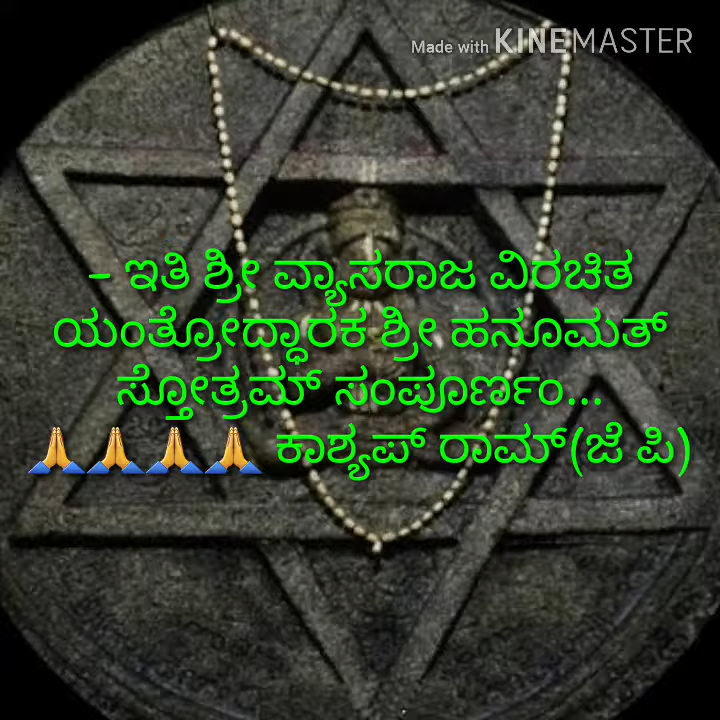 Made with KINEMASTER
– ಇತಿ ಶ್ರೀ ವ್ಯಾಸರಾಜ ವಿರಚಿತ
ಯಂತ್ರೋದ್ಧಾರಕ ಶ್ರೀ ಹನೂಮತ್
ಸ್ತೋತ್ರಮ್ ಸಂಪೂರ್ಣಂ...
🙏🙏🙏🙏 ಕಾಶ್ಯಪ್ ರಾಮ್(ಜೆ ಪಿ)